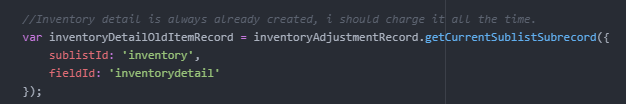 //Inventory detail is always already created, i should charge it all the time.
var inventoryDetailOldItemRecord = inventoryAdjustmentRecord.getCurrentSublistSubrecord({
    sublistId: 'inventory',
    fieldId: 'inventorydetail'
});